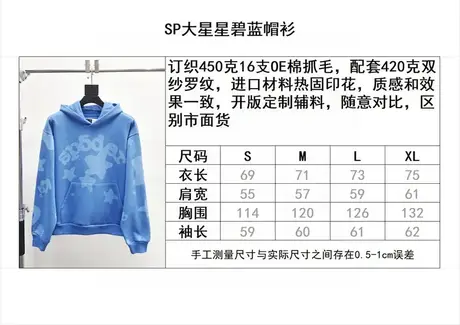 SP大星星碧蓝帽衫
订织450克16支OE棉抓毛，配套420克双
纱罗纹，进口材料热固印花，质感和效
果一致，开版定制辅料，随意对比，区
别市面货
尺码 S M L XL
衣长 69 71 73 75
肩宽 55 57 59 61
胸围 114 120 126 132
袖长 59 60 61 62
手工测量尺寸与实际尺寸之间存在0.5-1cm误差
spider